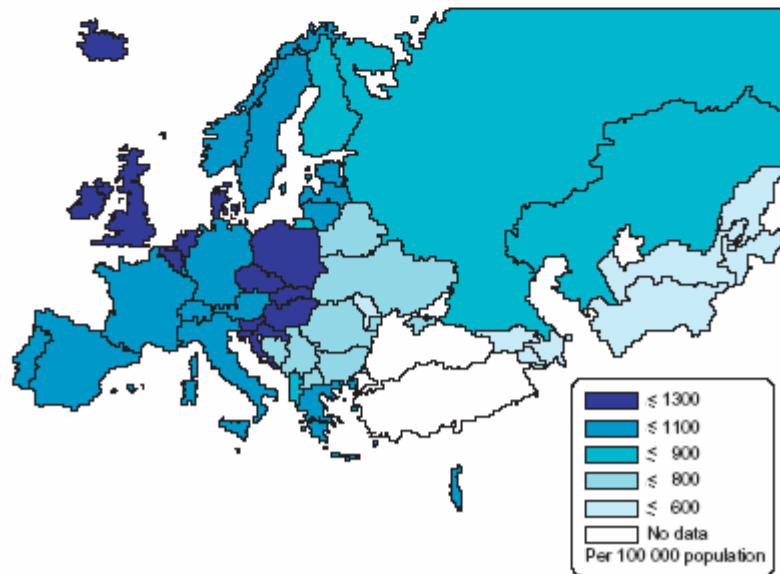 ≤ 1300
≤ 1100
≤ 900
≤ 800
≤ 600
No data
Per 100 000 population